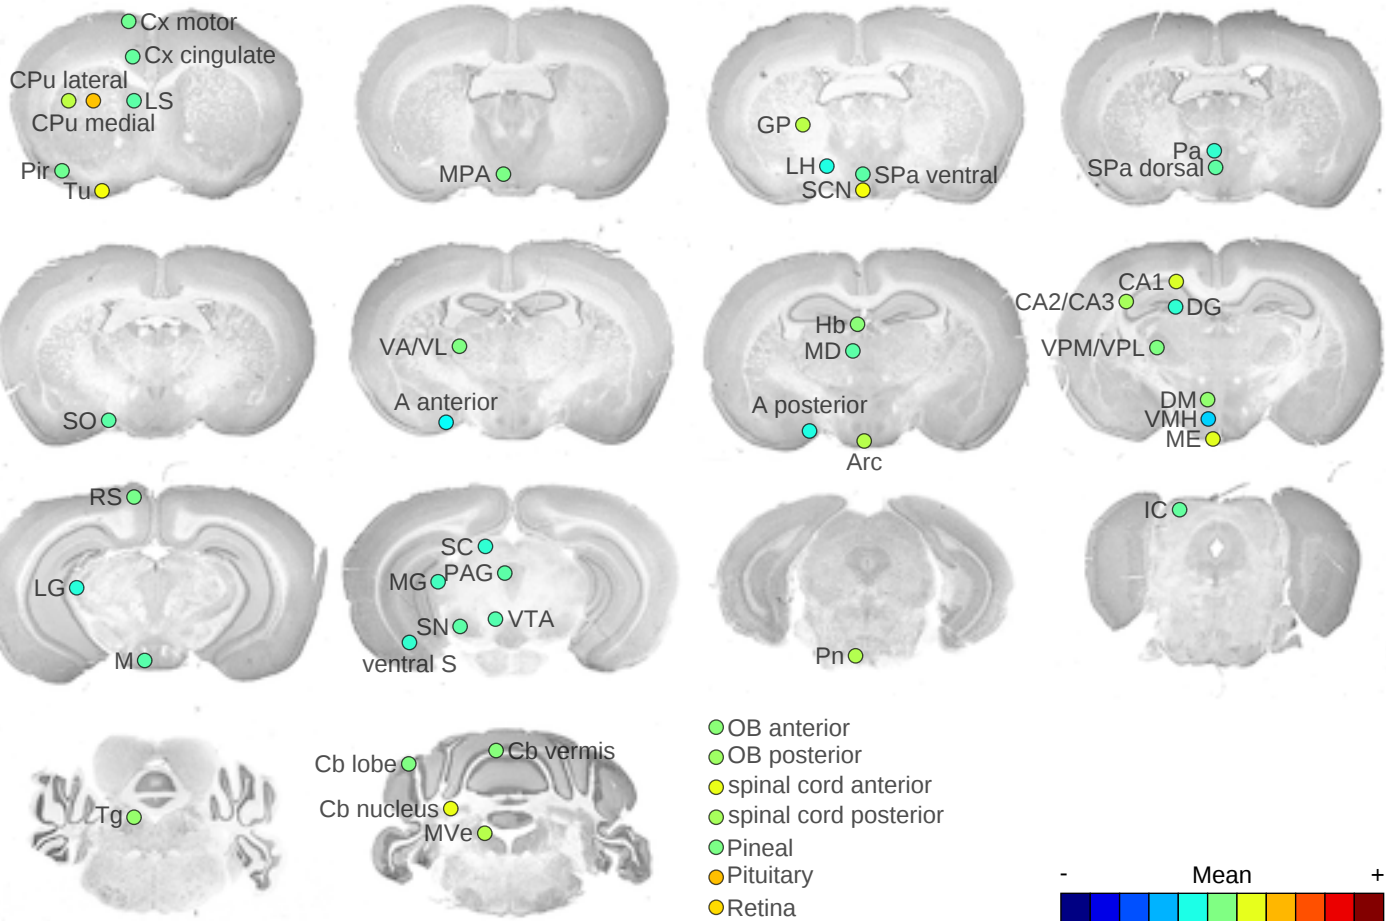 Cx motor
Cx cingulate
CPu lateral
LS
CPu medial
Pir
Tu
MPA
GP
LH
SPa ventral
SCN
Pa
SPa dorsal
SO
VA/VL
A anterior
Hb
MD
A posterior
Arc
CA1
CA2/CA3
DG
VPM/VPL
DM
VMH
ME
RS
LG
M
SC
MG
PAG
SN
VTA
ventral S
Pn
IC
Tg
Cb lobe
Cb vermis
Cb nucleus
MVe
OB anterior
OB posterior
spinal cord anterior
spinal cord posterior
Pineal
Pituitary
Retina
- Mean +